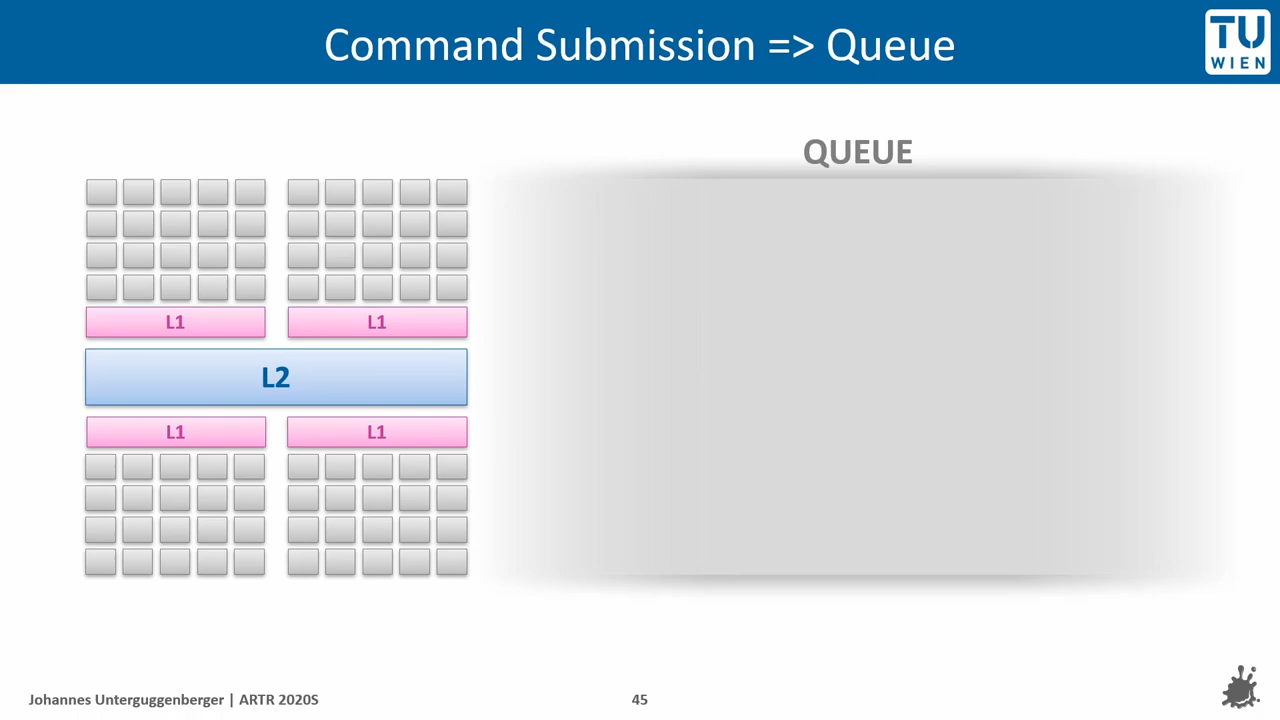 Command Submission => Queue
TU
WIEN
QUEUE
L1
L1
L2
L1
L1
Johannes Unterguggenberger | ARTR 2020S
45